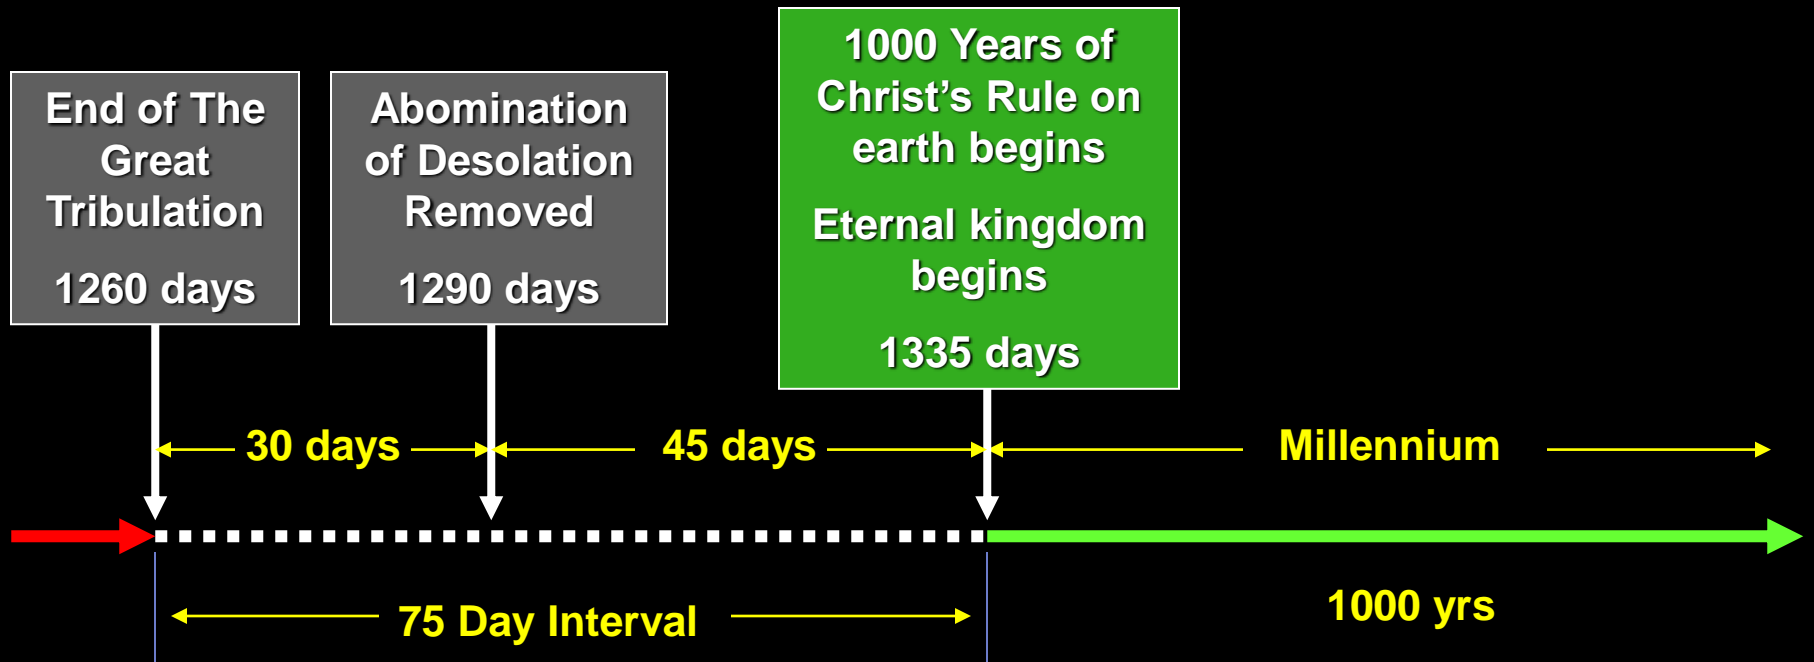 End of The
Great
Tribulation
1260 days
Abomination
of Desolation
Removed
1290 days
1000 Years of
Christ’s Rule on
earth begins
Eternal kingdom
begins
1335 days
30 days
45 days
Millennium
75 Day Interval
1000 yrs